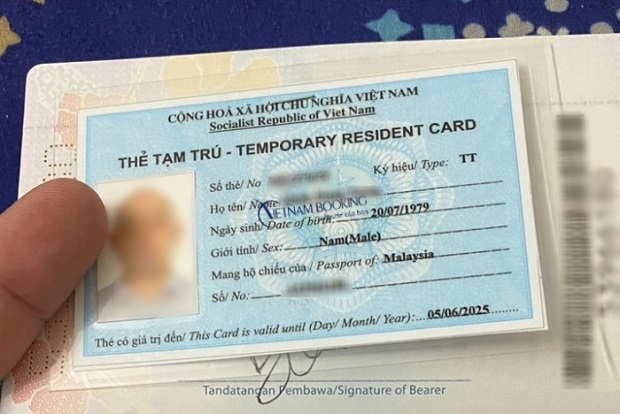 CỘNG HOÀ XÃ HỘI CHỦ NGHĨA VIỆT NAM
Socialist Republic of Viet Nam
THẺ TẠM TRÚ - TEMPORARY RESIDENT CARD
Số thẻ/ No
Ký hiệu/ Type: TT
Họ tên/ Name
VIETNAM BOOKING
Ngày sinh/ Date of birth: 20/07/1979
Giới tính/ Sex: Nam(Male)
Mang hộ chiếu của / Passport of: Malaysia
Số/ No:
Thẻ có giá trị đến/ This Card is valid until (Day/ Month/ Year):...05/06/2025
Tandatangan Pembawa/Signature of Bearer